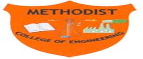 METHODIST
COLLEGE OF ENGINEERING